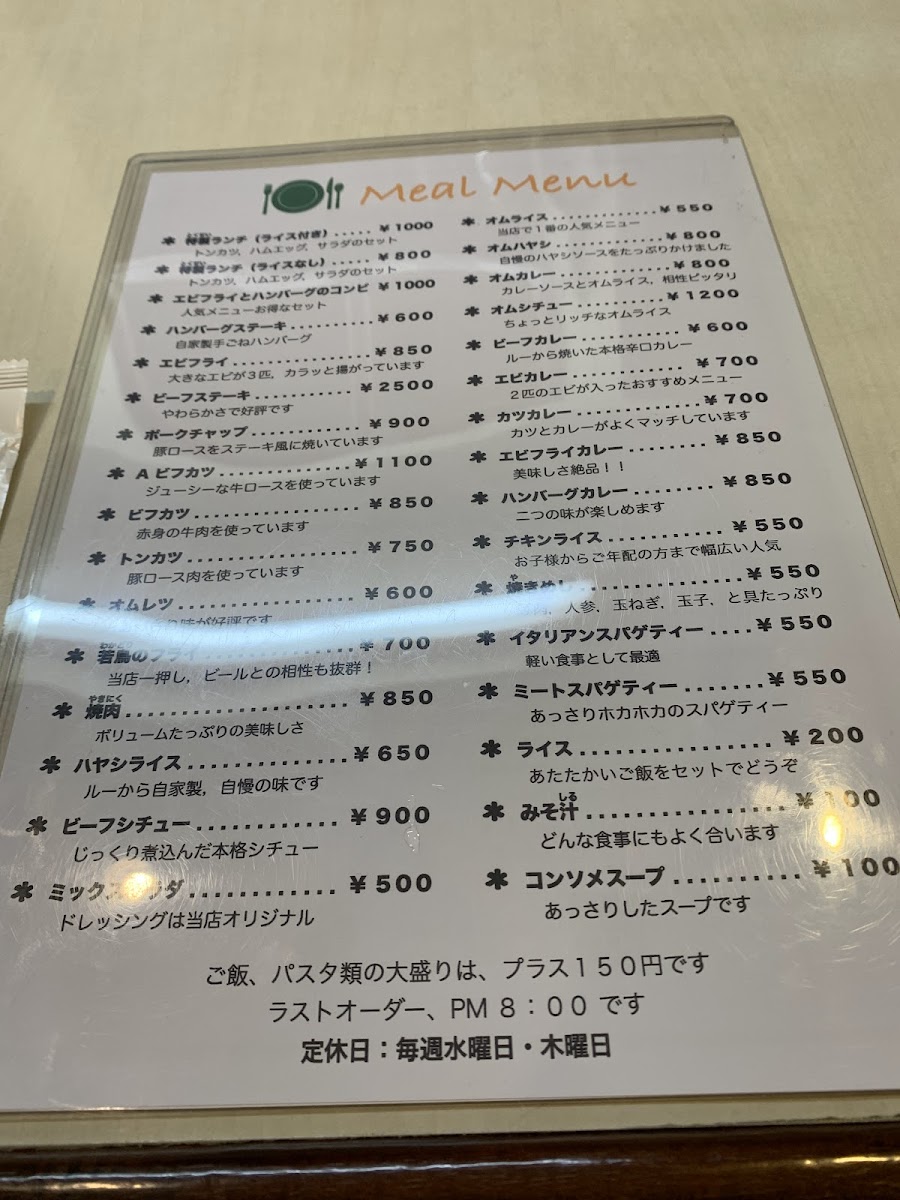 Meal Menu
＊ 特製ランチ（ライス付き）..... ¥1000
トンカツ，ハムエッグ，サラダのセット
＊ 特製ランチ（ライスなし）..... ¥800
トンカツ，ハムエッグ，サラダのセット
＊ エビフライとハンバーグのコンビ ¥1000
人気メニューお得なセット
＊ ハンバーグステーキ.......... ¥600
自家製手ごねハンバーグ
＊ エビフライ................. ¥850
大きなエビが３匹，カラッと揚がっています
＊ ビーフステーキ............ ¥2500
やわらかさで好評です
＊ ポークチャップ............ ¥900
豚ロースをステーキ風に焼いています
＊ A ビフカツ............... ¥1100
ジューシーな牛ロースを使っています
＊ ビフカツ.................. ¥850
赤身の牛肉を使っています
＊ トンカツ.................. ¥750
豚ロース肉を使っています
＊ オムレツ.................. ¥600
味が好評です
＊ 若鳥のフライ.............. ¥700
当店一押し，ビールとの相性も抜群！
＊ 焼肉（やきにく）..................... ¥850
ボリュームたっぷりの美味しさ
＊ ハヤシライス............... ¥650
ルーから自家製，自慢の味です
＊ ビーフシチュー............. ¥900
じっくり煮込んだ本格シチュー
＊ ミックスサラダ............ ¥500
ドレッシングは当店オリジナル
＊ オムライス............. ¥550
当店で１番の人気メニュー
＊ オムハヤシ............. ¥800
自慢のハヤシソースをたっぷりかけました
＊ オムカレー............. ¥800
カレーソースとオムライス，相性ピッタリ
＊ オムシチュー........... ¥1200
ちょっとリッチなオムライス
＊ ビーフカレー........... ¥600
ルーから焼いた本格辛口カレー
＊ エビカレー............ ¥700
２匹のエビが入ったおすすめメニュー
＊ カツカレー............. ¥700
カツとカレーがよくマッチしています
＊ エビフライカレー........ ¥850
美味しさ絶品！！
＊ ハンバーグカレー........ ¥850
二つの味が楽しめます
＊ チキンライス........... ¥550
お子様からご年配の方まで幅広い人気
＊ 焼きめし............... ¥550
，人参，玉ねぎ，玉子，と具たっぷり
＊ イタリアンスパゲティー.... ¥550
軽い食事として最適
＊ ミートスパゲティー....... ¥550
あっさりホカホカのスパゲティー
＊ ライス................. ¥200
あたたかいご飯をセットでどうぞ
＊ みそ汁（しる）................. ¥100
どんな食事にもよく合います
＊ コンソメスープ.......... ¥100
あっさりしたスープです
ご飯、パスタ類の大盛りは、プラス１５０円です
ラストオーダー、PM 8：００ です
定休日：毎週水曜日・木曜日